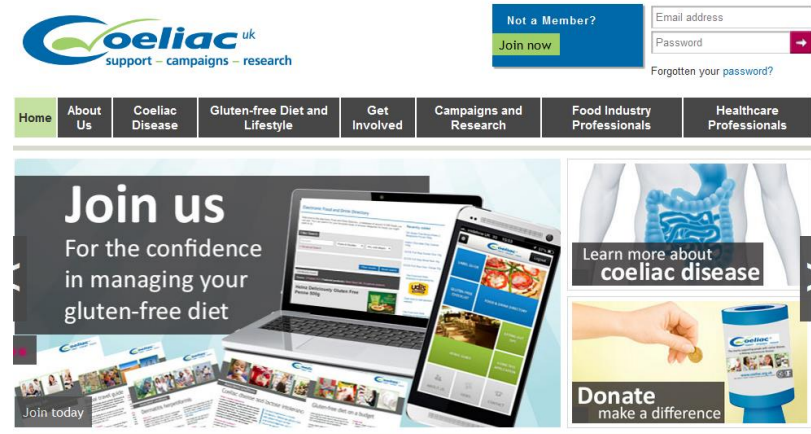 Coeliac uk
support – campaigns – research
Not a Member?
Join now
Email address
Password
Forgotten your password?
Home
About Us
Coeliac Disease
Gluten-free Diet and Lifestyle
Get Involved
Campaigns and Research
Food Industry Professionals
Healthcare Professionals
Join us
For the confidence
in managing your
gluten-free diet
Join today
Learn more about
coeliac disease
Coeliac
Donate
make a difference